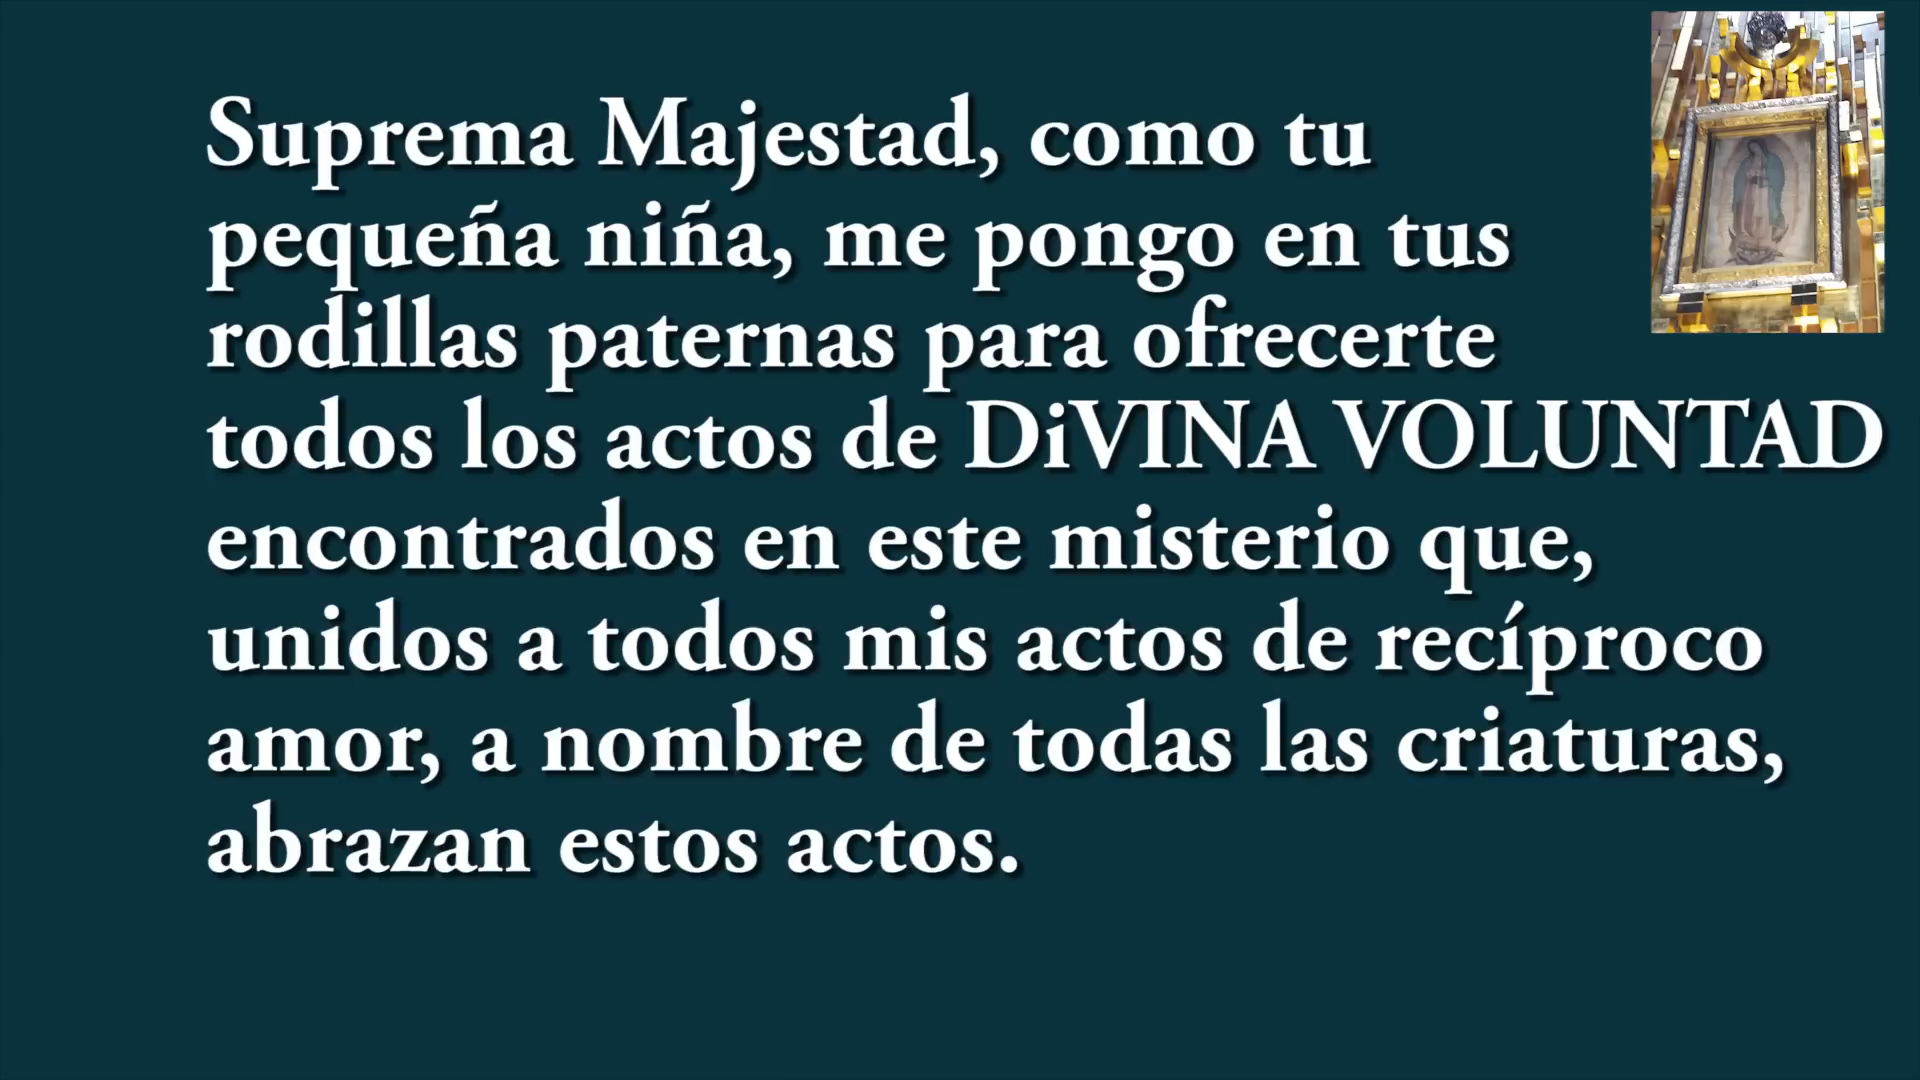 Suprema Majestad, como tu
pequeña niña, me pongo en tus
rodillas paternas para ofrecerte
todos los actos de DiVINA VOLUNTAD
encontrados en este misterio que,
unidos a todos mis actos de recíproco
amor, a nombre de todas las criaturas,
abrazan estos actos.